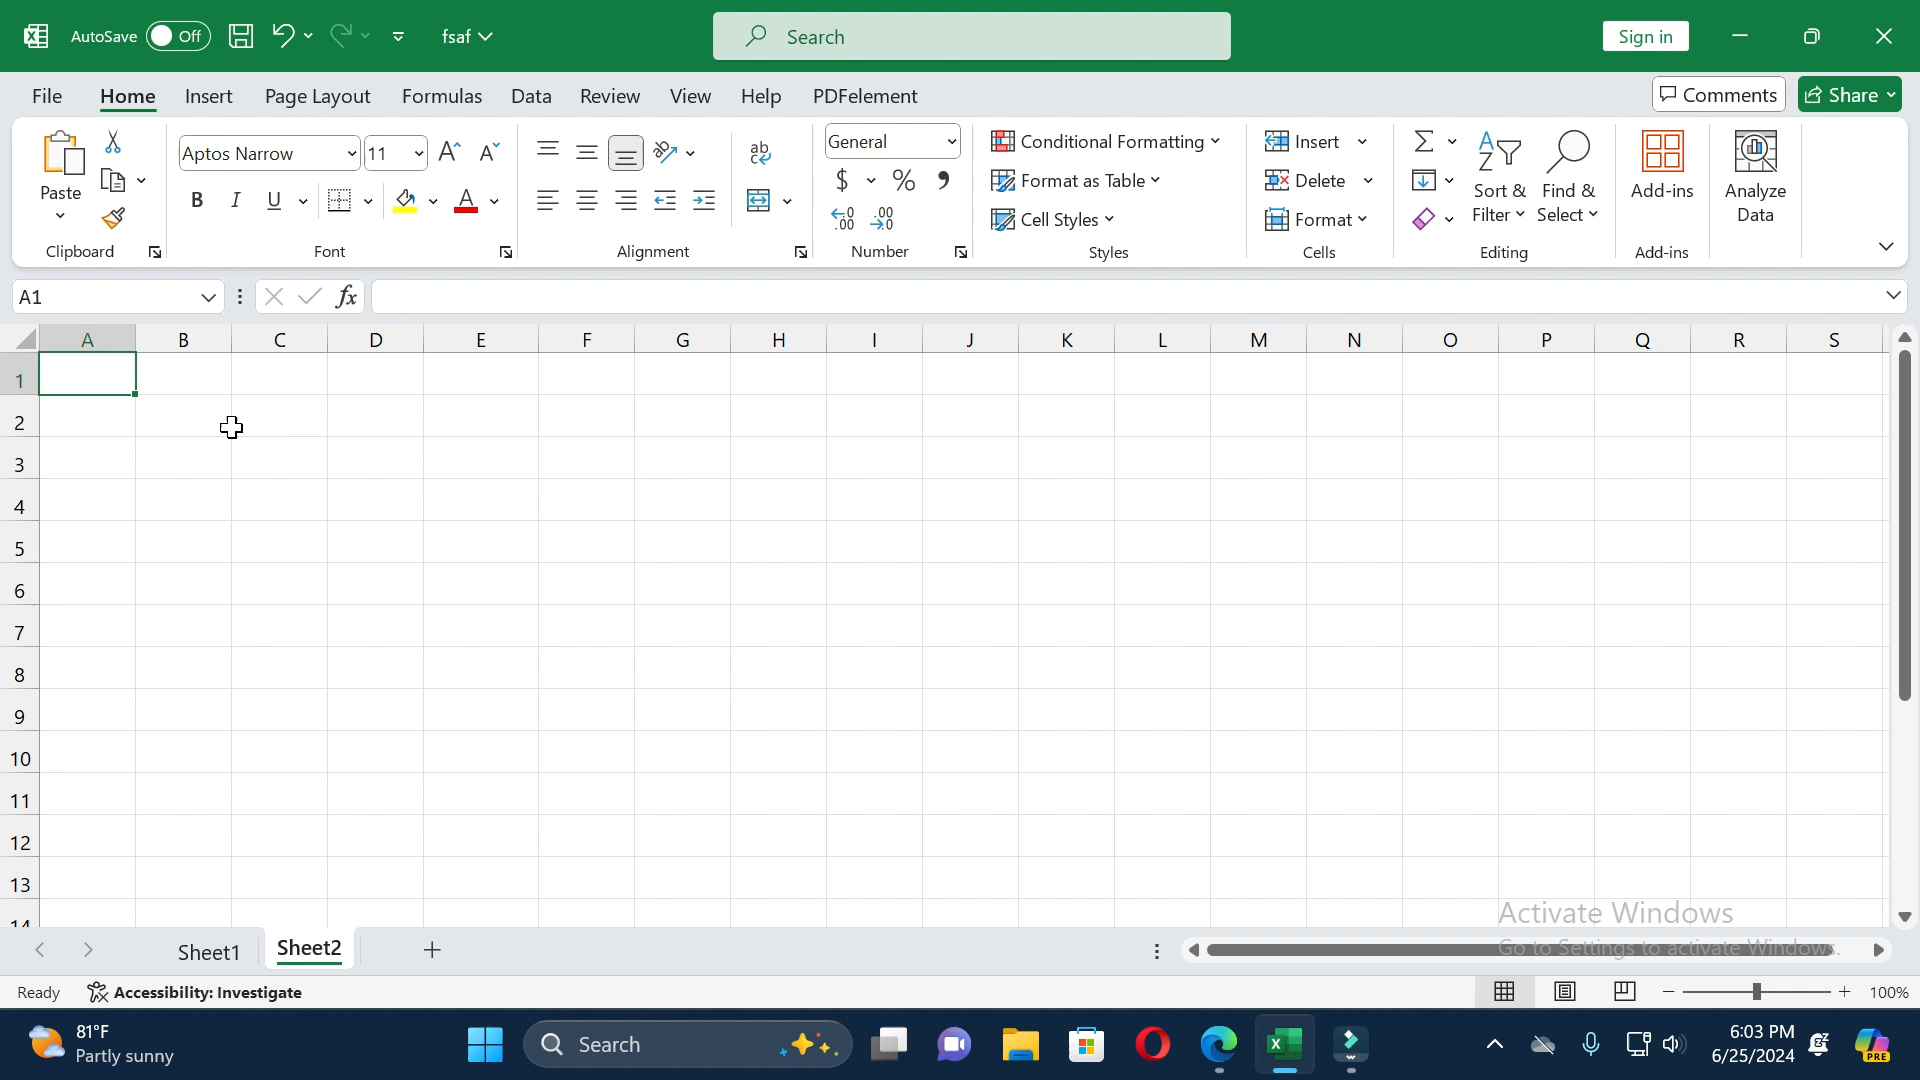 AutoSave Off fsaf Search Sign in
File Home Insert Page Layout Formulas Data Review View Help PDFelement Comments Share
Paste
Clipboard
Aptos Narrow 11
B I U A
Font
ab c
Alignment
General
$ % ,
Number
Conditional Formatting
Format as Table
Cell Styles
Styles
Insert
Delete
Format
Cells
Sort & Filter
Find & Select
Editing
Add-ins
Add-ins
Analyze Data
A1 fx
A B C D E F G H I J K L M N O P Q R S
1
2
3
4
5
6
7
8
9
10
11
12
13
14
Activate Windows
Go to Settings to activate Windows.
Sheet1 Sheet2
Ready Accessibility: Investigate 100%
81°F
Partly sunny
Search
6:03 PM
6/25/2024
PRE